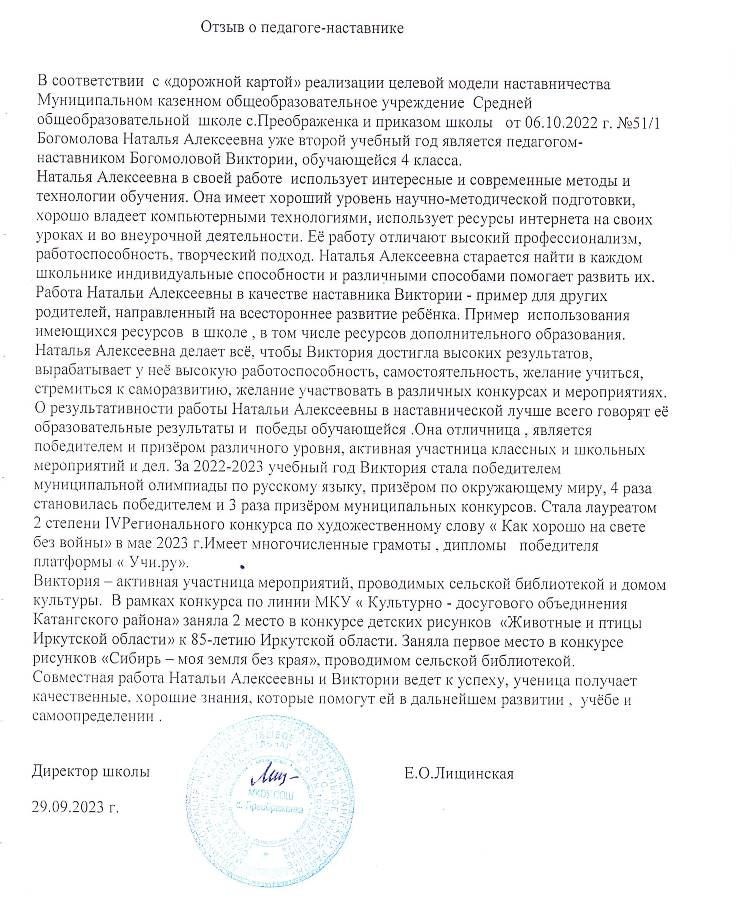 Отзыв о педагоге-наставнике
В соответствии с «дорожной картой» реализации целевой модели наставничества
Муниципальном казенном общеобразовательное учреждение Средней
общеобразовательной школе с.Преображенка и приказом школы от 06.10.2022 г. №51/1
Богомолова Наталья Алексеевна уже второй учебный год является педагогом-
наставником Богомоловой Виктории, обучающейся 4 класса.
Наталья Алексеевна в своей работе использует интересные и современные методы и
технологии обучения. Она имеет хороший уровень научно-методической подготовки,
хорошо владеет компьютерными технологиями, использует ресурсы интернета на своих
уроках и во внеурочной деятельности. Её работу отличают высокий профессионализм,
работоспособность, творческий подход. Наталья Алексеевна старается найти в каждом
школьнике индивидуальные способности и различными способами помогает развить их.
Работа Натальи Алексеевны в качестве наставника Виктории - пример для других
родителей, направленный на всестороннее развитие ребёнка. Пример использования
имеющихся ресурсов в школе , в том числе ресурсов дополнительного образования.
Наталья Алексеевна делает всё, чтобы Виктория достигла высоких результатов,
вырабатывает у неё высокую работоспособность, самостоятельность, желание учиться,
стремиться к саморазвитию, желание участвовать в различных конкурсах и мероприятиях.
О результативности работы Натальи Алексеевны в наставнической лучше всего говорят её
образовательные результаты и победы обучающейся .Она отличница , является
победителем и призёром различного уровня, активная участница классных и школьных
мероприятий и дел. За 2022-2023 учебный год Виктория стала победителем
муниципальной олимпиады по русскому языку, призёром по окружающему миру, 4 раза
становилась победителем и 3 раза призёром муниципальных конкурсов. Стала лауреатом
2 степени IVРегионального конкурса по художественному слову « Как хорошо на свете
без войны» в мае 2023 г.Имеет многочисленные грамоты , дипломы победителя
платформы « Учи.ру».
Виктория – активная участница мероприятий, проводимых сельской библиотекой и домом
культуры. В рамках конкурса по линии МКУ « Культурно - досугового объединения
Катангского района» заняла 2 место в конкурсе детских рисунков «Животные и птицы
Иркутской области» к 85-летию Иркутской области. Заняла первое место в конкурсе
рисунков «Сибирь – моя земля без края», проводимом сельской библиотекой.
Совместная работа Натальи Алексеевны и Виктории ведет к успеху, ученица получает
качественные, хорошие знания, которые помогут ей в дальнейшем развитии , учёбе и
самоопределении .
Директор школы Е.О.Лищинская
МКОУ СОШ
с. Преображенка
29.09.2023 г.